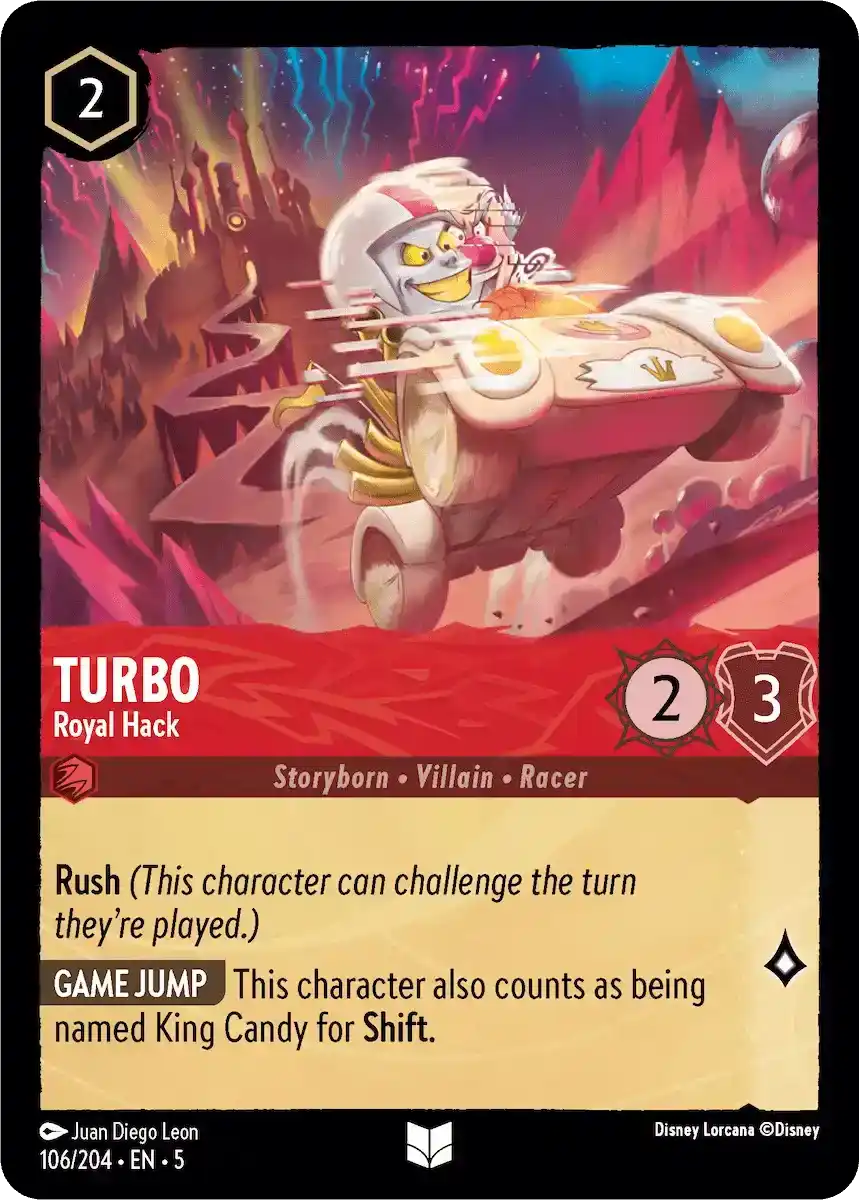 2
TURBO
Royal Hack
2
3
Storyborn • Villain • Racer
Rush (This character can challenge the turn
they’re played.)
GAME JUMP This character also counts as being
named King Candy for Shift.
Juan Diego Leon
106/204 • EN • 5
Disney Lorcana ©Disney